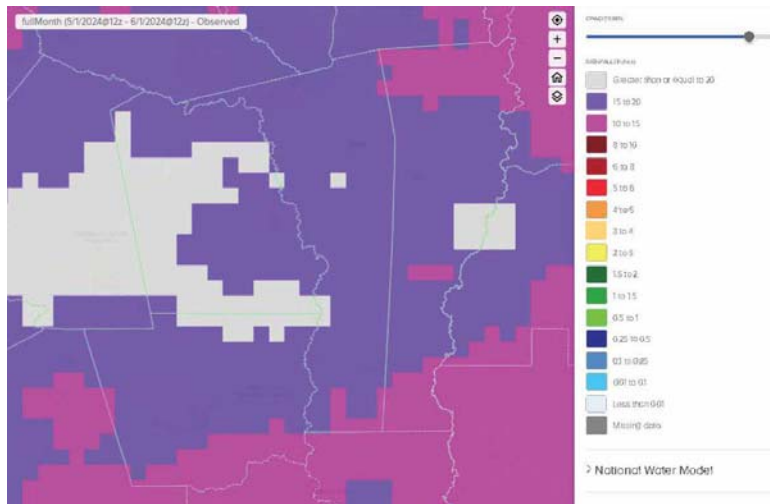 fullMonth (5/1/2024@12z - 6/1/2024@12z) - Observed
+
−
Greater than or equal to 20
15 to 20
10 to 15
8 to 10
6 to 8
5 to 6
4 to 5
3 to 4
2 to 3
1.5 to 2
1 to 1.5
0.5 to 1
0.25 to 0.5
0.1 to 0.25
0.01 to 0.1
Less than 0.01
Missing data
National Water Model